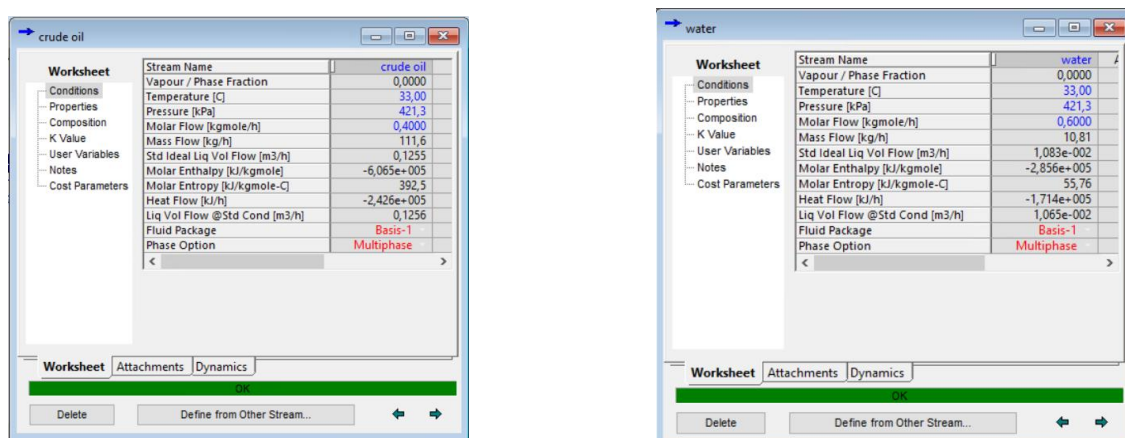 crude oil
Worksheet
Conditions
Properties
Composition
K Value
User Variables
Notes
Cost Parameters
Stream Name crude oil
Vapour / Phase Fraction 0,0000
Temperature [C] 33,00
Pressure [kPa] 421,3
Molar Flow [kgmole/h] 0,4000
Mass Flow [kg/h] 111,6
Std Ideal Liq Vol Flow [m3/h] 0,1255
Molar Enthalpy [kJ/kgmole] -6,065e+005
Molar Entropy [kJ/kgmole-C] 392,5
Heat Flow [kJ/h] -2,426e+005
Liq Vol Flow @Std Cond [m3/h] 0,1256
Fluid Package Basis-1
Phase Option Multiphase
Worksheet Attachments Dynamics
OK
Delete Define from Other Stream...
water
Worksheet
Conditions
Properties
Composition
K Value
User Variables
Notes
Cost Parameters
Stream Name water
Vapour / Phase Fraction 0,0000
Temperature [C] 33,00
Pressure [kPa] 421,3
Molar Flow [kgmole/h] 0,6000
Mass Flow [kg/h] 10,81
Std Ideal Liq Vol Flow [m3/h] 1,083e-002
Molar Enthalpy [kJ/kgmole] -2,856e+005
Molar Entropy [kJ/kgmole-C] 55,76
Heat Flow [kJ/h] -1,714e+005
Liq Vol Flow @Std Cond [m3/h] 1,065e-002
Fluid Package Basis-1
Phase Option Multiphase
Worksheet Attachments Dynamics
OK
Delete Define from Other Stream...